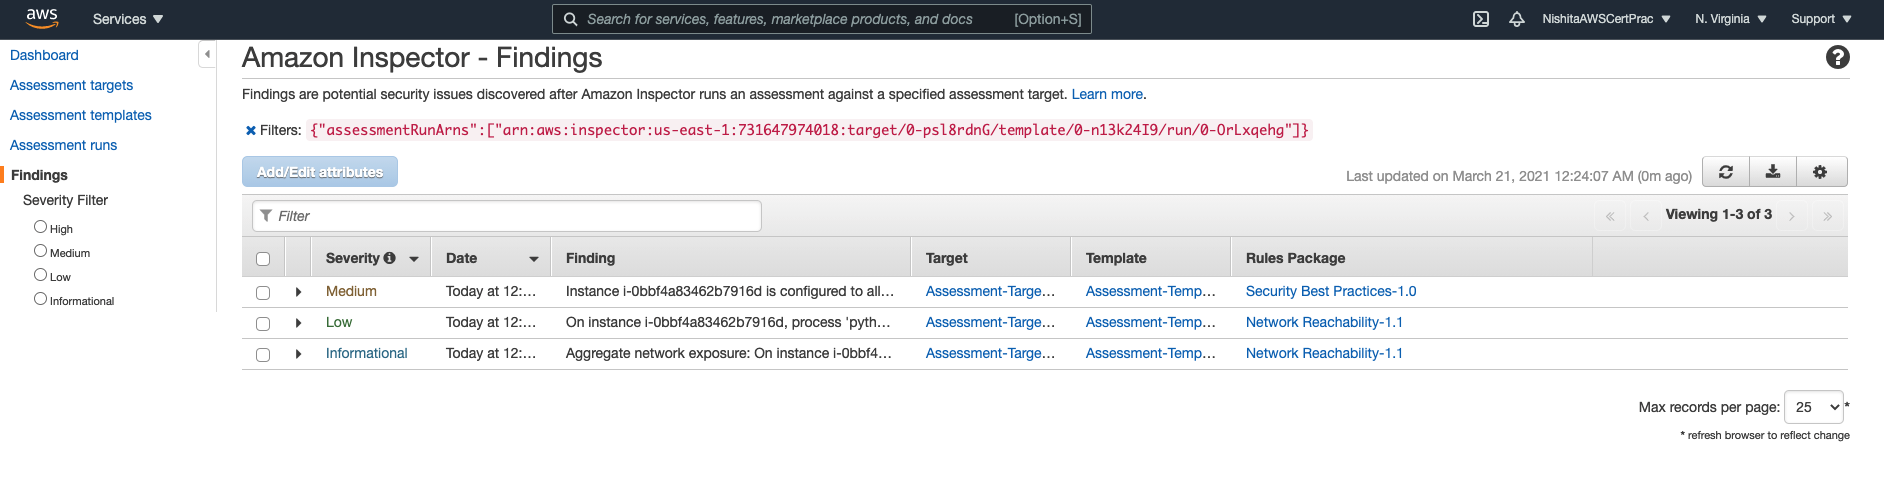 aws Services Search for services, features, marketplace products, and docs [Option+S] NishitaAWSCertPrac N. Virginia Support
Dashboard
Assessment targets
Assessment templates
Assessment runs
Findings
Severity Filter
High
Medium
Low
Informational
Amazon Inspector - Findings
Findings are potential security issues discovered after Amazon Inspector runs an assessment against a specified assessment target. Learn more.
Filters: {"assessmentRunArns":["arn:aws:inspector:us-east-1:731647974018:target/0-psl8rdnG/template/0-n13k24I9/run/0-OrLxqehg"]}
Add/Edit attributes Last updated on March 21, 2021 12:24:07 AM (0m ago)
Filter Viewing 1-3 of 3
Severity Date Finding Target Template Rules Package
Medium Today at 12:... Instance i-0bbf4a83462b7916d is configured to all... Assessment-Targe... Assessment-Temp... Security Best Practices-1.0
Low Today at 12:... On instance i-0bbf4a83462b7916d, process 'pyth... Assessment-Targe... Assessment-Temp... Network Reachability-1.1
Informational Today at 12:... Aggregate network exposure: On instance i-0bbf4... Assessment-Targe... Assessment-Temp... Network Reachability-1.1
Max records per page: 25 *
* refresh browser to reflect change